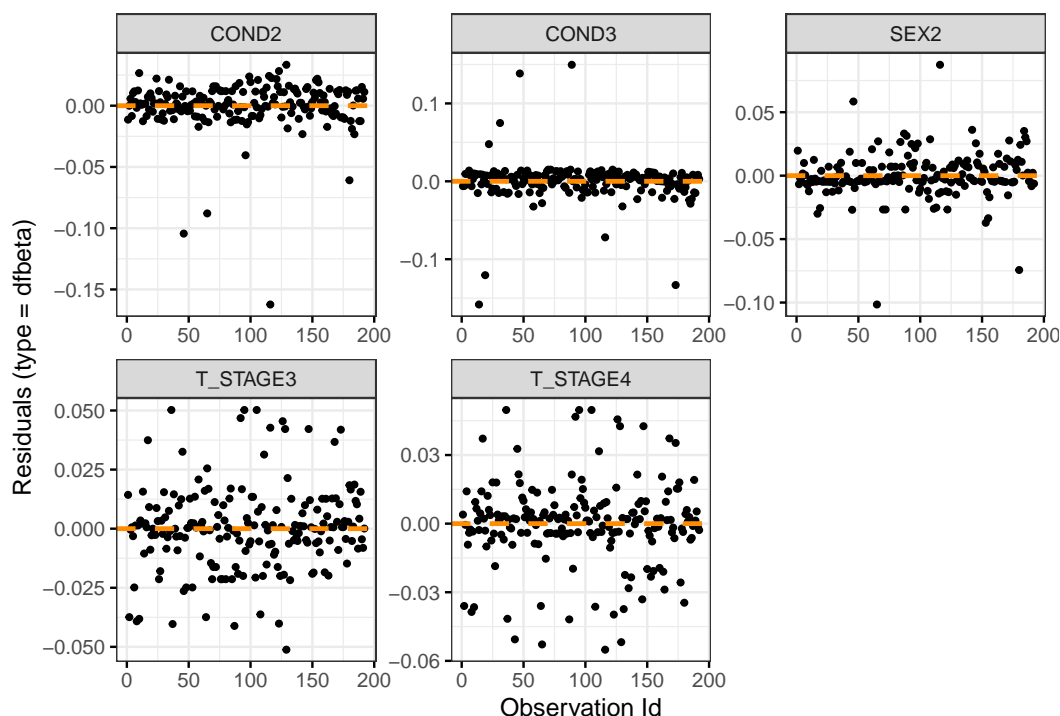 COND2
COND3
SEX2
0.00
−0.05
−0.10
−0.15
0 50 100 150 200
0.1
0.0
−0.1
0 50 100 150 200
0.05
0.00
−0.05
−0.10
0 50 100 150 200
T_STAGE3
T_STAGE4
0.050
0.025
0.000
−0.025
−0.050
0 50 100 150 200
0.03
0.00
−0.03
−0.06
0 50 100 150 200
Residuals (type = dfbeta)
Observation Id